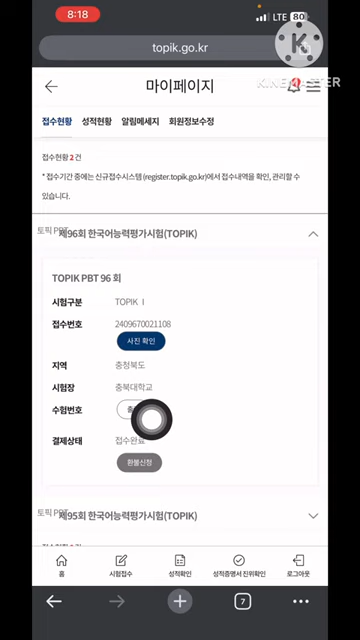 8:18
LTE 80
topik.go.kr
K
KINEMASTER
마이페이지
접수현황 성적현황 알림메세지 회원정보수정
접수현황 2 건
* 접수기간 중에는 신규접수시스템 (register.topik.go.kr)에서 접수내역을 확인, 관리할 수
있습니다.
토픽 PBT
제96회 한국어능력평가시험(TOPIK)
TOPIK PBT 96 회
시험구분 TOPIK Ⅰ
접수번호 2409670021108
사진 확인
지역 충청북도
시험장 충북대학교
수험번호
결제상태 접수완료
환불신청
토픽 PBT
제95회 한국어능력평가시험(TOPIK)
홈 시험접수 성적확인 성적증명서 진위확인 로그아웃
7